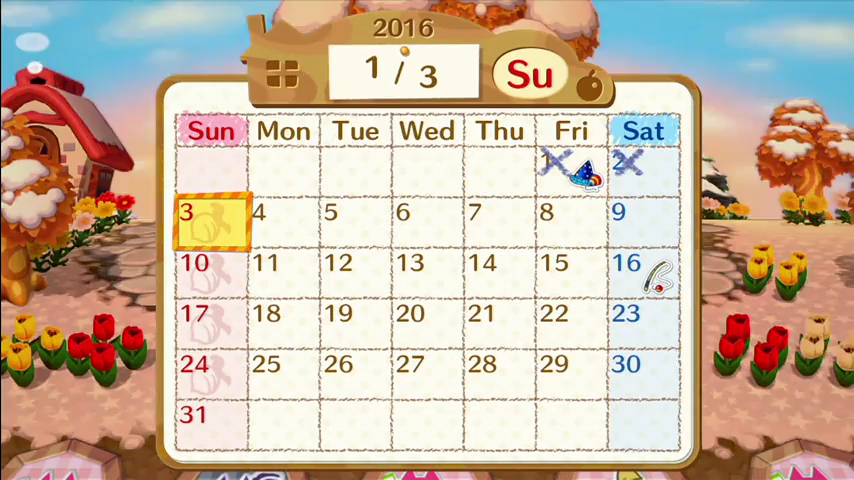 2016
1 / 3 Su
Sun Mon Tue Wed Thu Fri Sat
1 2
3 4 5 6 7 8 9
10 11 12 13 14 15 16
17 18 19 20 21 22 23
24 25 26 27 28 29 30
31